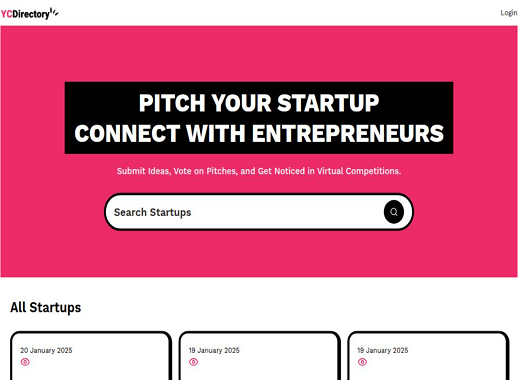 YCDirectory
Login
PITCH YOUR STARTUP
CONNECT WITH ENTREPRENEURS
Submit Ideas, Vote on Pitches, and Get Noticed in Virtual Competitions.
Search Startups
All Startups
20 January 2025
19 January 2025
19 January 2025